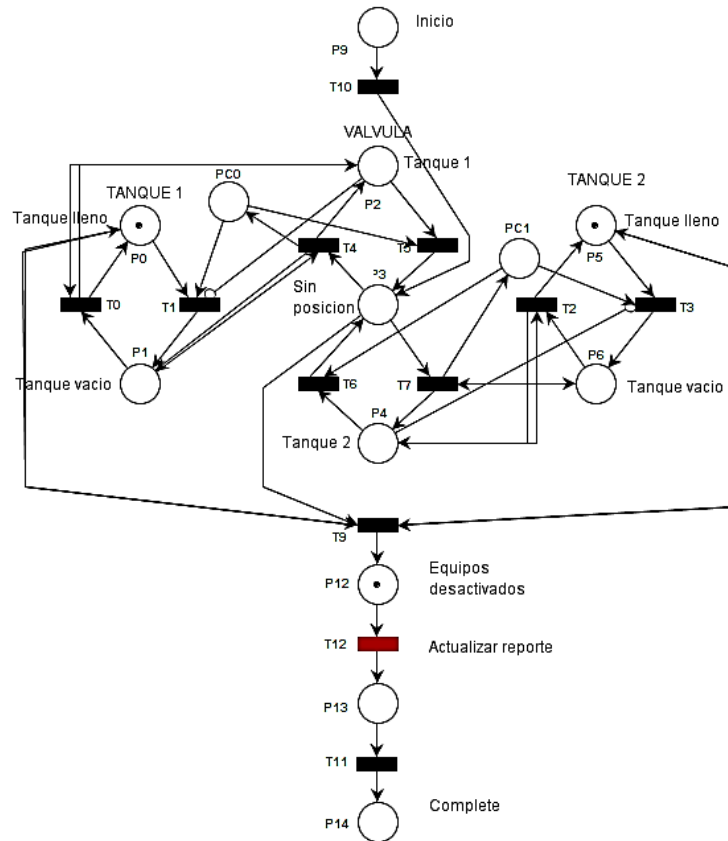 Inicio
P9
T10
VALVULA
Tanque 1
PC0
P2
TANQUE 1
TANQUE 2
Tanque lleno
Tanque lleno
PC1
P0
P5
T4
T5
Sin
posicion
P3
T0
T1
T2
T3
P1
P6
Tanque vacio
T6
T7
Tanque vacio
P4
Tanque 2
T9
Equipos
desactivados
P12
T12
Actualizar reporte
P13
T11
Complete
P14